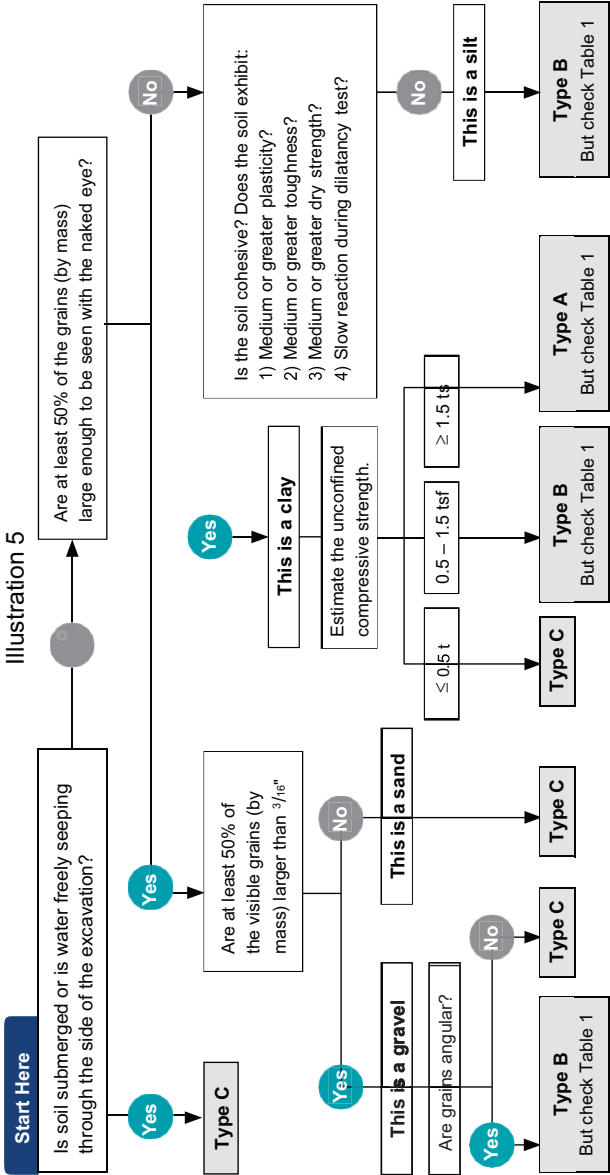 Illustration 5
Start Here
Is soil submerged or is water freely seeping
through the side of the excavation?
Are at least 50% of the grains (by mass)
large enough to be seen with the naked eye?
Yes
Type C
Yes
No
Are at least 50% of
the visible grains (by
mass) larger than 3/16"
Is the soil cohesive? Does the soil exhibit:
1) Medium or greater plasticity?
2) Medium or greater toughness?
3) Medium or greater dry strength?
4) Slow reaction during dilatancy test?
Yes
No
Yes
No
This is a gravel
This is a sand
This is a clay
This is a silt
Are grains angular?
Estimate the unconfined
compressive strength.
≤ 0.5 t
0.5 – 1.5 tsf
≥ 1.5 ts
Yes
No
Type B
But check Table 1
Type C
Type C
Type C
Type B
But check Table 1
Type A
But check Table 1
Type B
But check Table 1